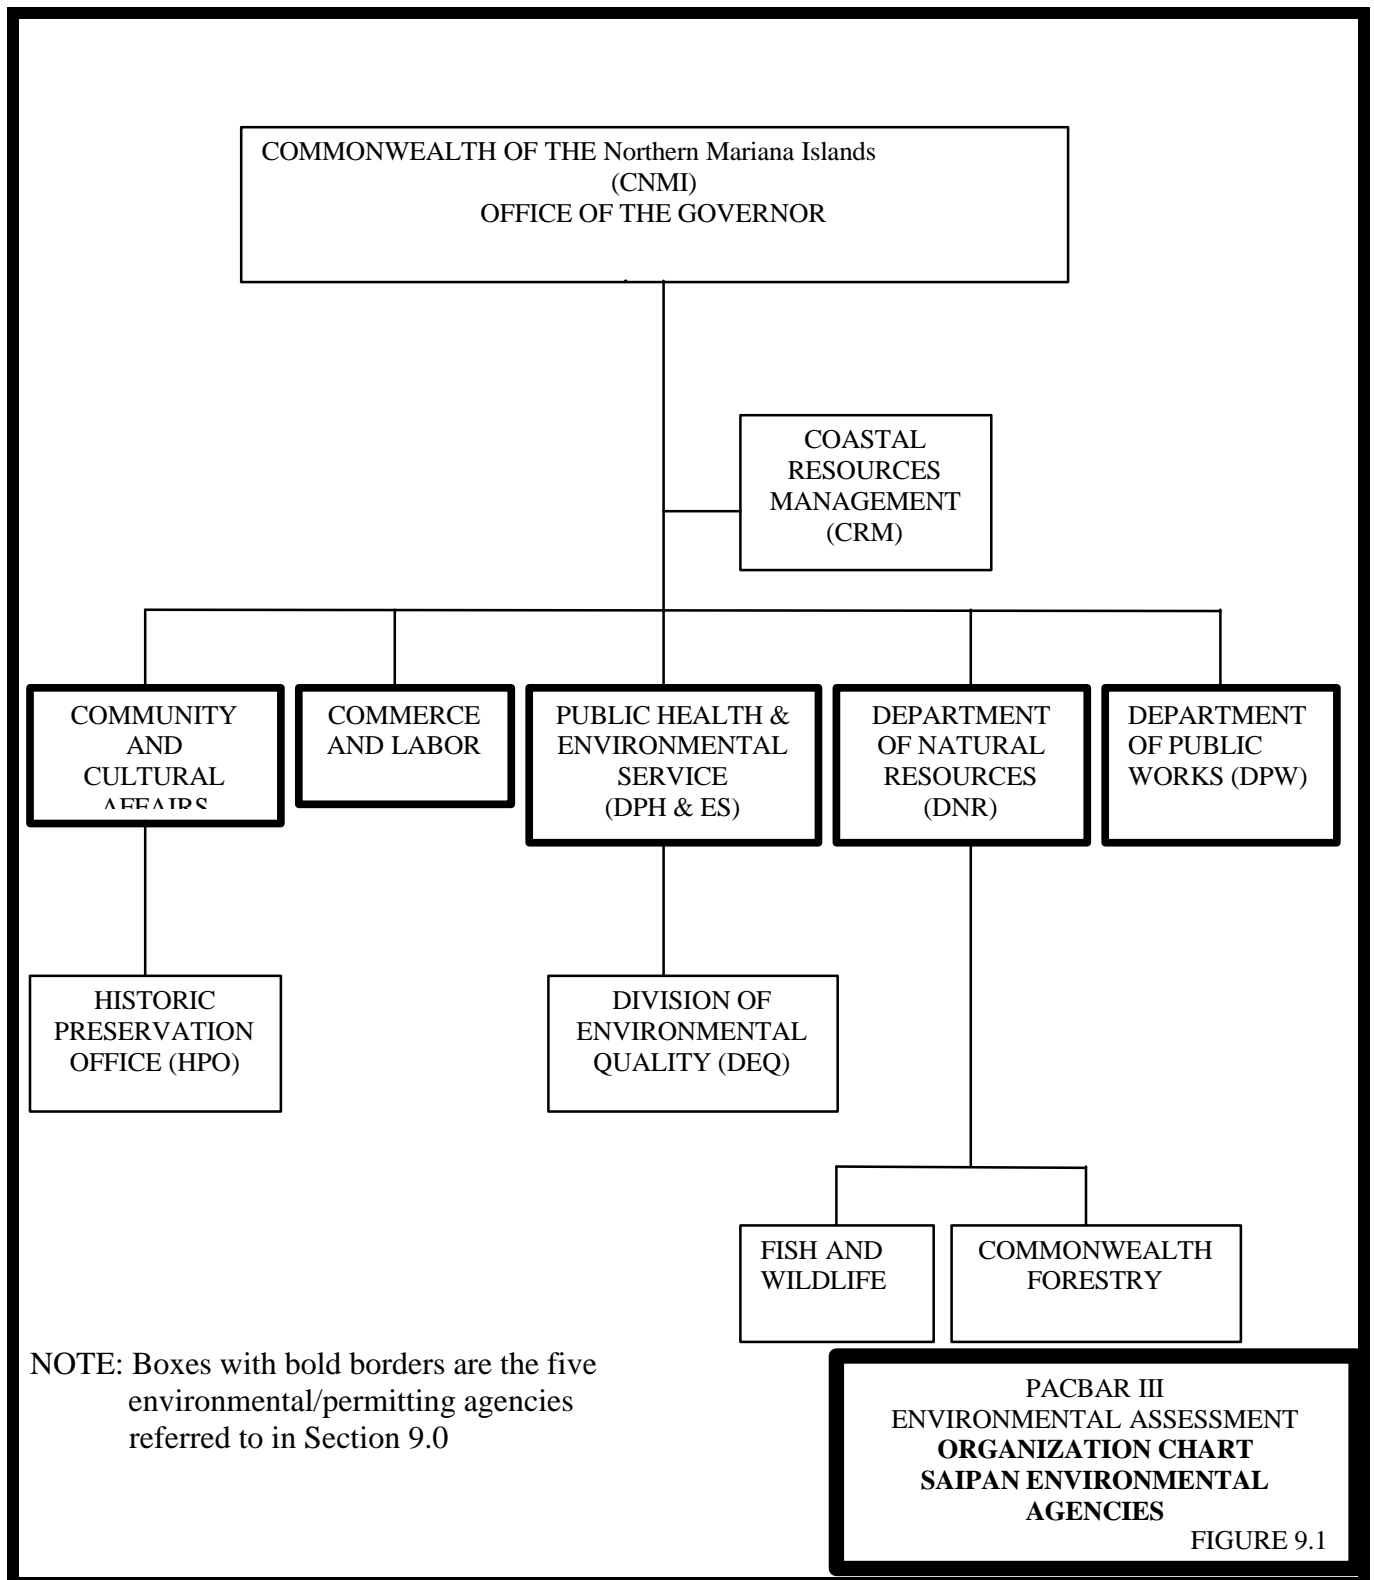 COMMONWEALTH OF THE Northern Mariana Islands
(CNMI)
OFFICE OF THE GOVERNOR
COASTAL
RESOURCES
MANAGEMENT
(CRM)
COMMUNITY
AND
CULTURAL
AFFAIRS
COMMERCE
AND LABOR
PUBLIC HEALTH &
ENVIRONMENTAL
SERVICE
(DPH & ES)
DEPARTMENT
OF NATURAL
RESOURCES
(DNR)
DEPARTMENT
OF PUBLIC
WORKS (DPW)
HISTORIC
PRESERVATION
OFFICE (HPO)
DIVISION OF
ENVIRONMENTAL
QUALITY (DEQ)
FISH AND
WILDLIFE
COMMONWEALTH
FORESTRY
NOTE: Boxes with bold borders are the five
environmental/permitting agencies
referred to in Section 9.0
PACBAR III
ENVIRONMENTAL ASSESSMENT
ORGANIZATION CHART
SAIPAN ENVIRONMENTAL
AGENCIES
FIGURE 9.1